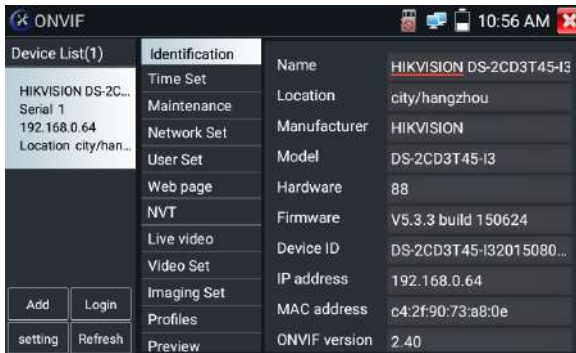 ONVIF
10:56 AM
Device List(1)
HIKVISION DS-2C...
Serial 1
192.168.0.64
Location city/han...
Add
Login
setting
Refresh
Identification
Time Set
Maintenance
Network Set
User Set
Web page
NVT
Live video
Video Set
Imaging Set
Profiles
Preview
Name HIKVISION DS-2CD3T45-I3
Location city/hangzhou
Manufacturer HIKVISION
Model DS-2CD3T45-I3
Hardware 88
Firmware V5.3.3 build 150624
Device ID DS-2CD3T45-I32015080...
IP address 192.168.0.64
MAC address c4:2f:90:73:a8:0e
ONVIF version 2.40